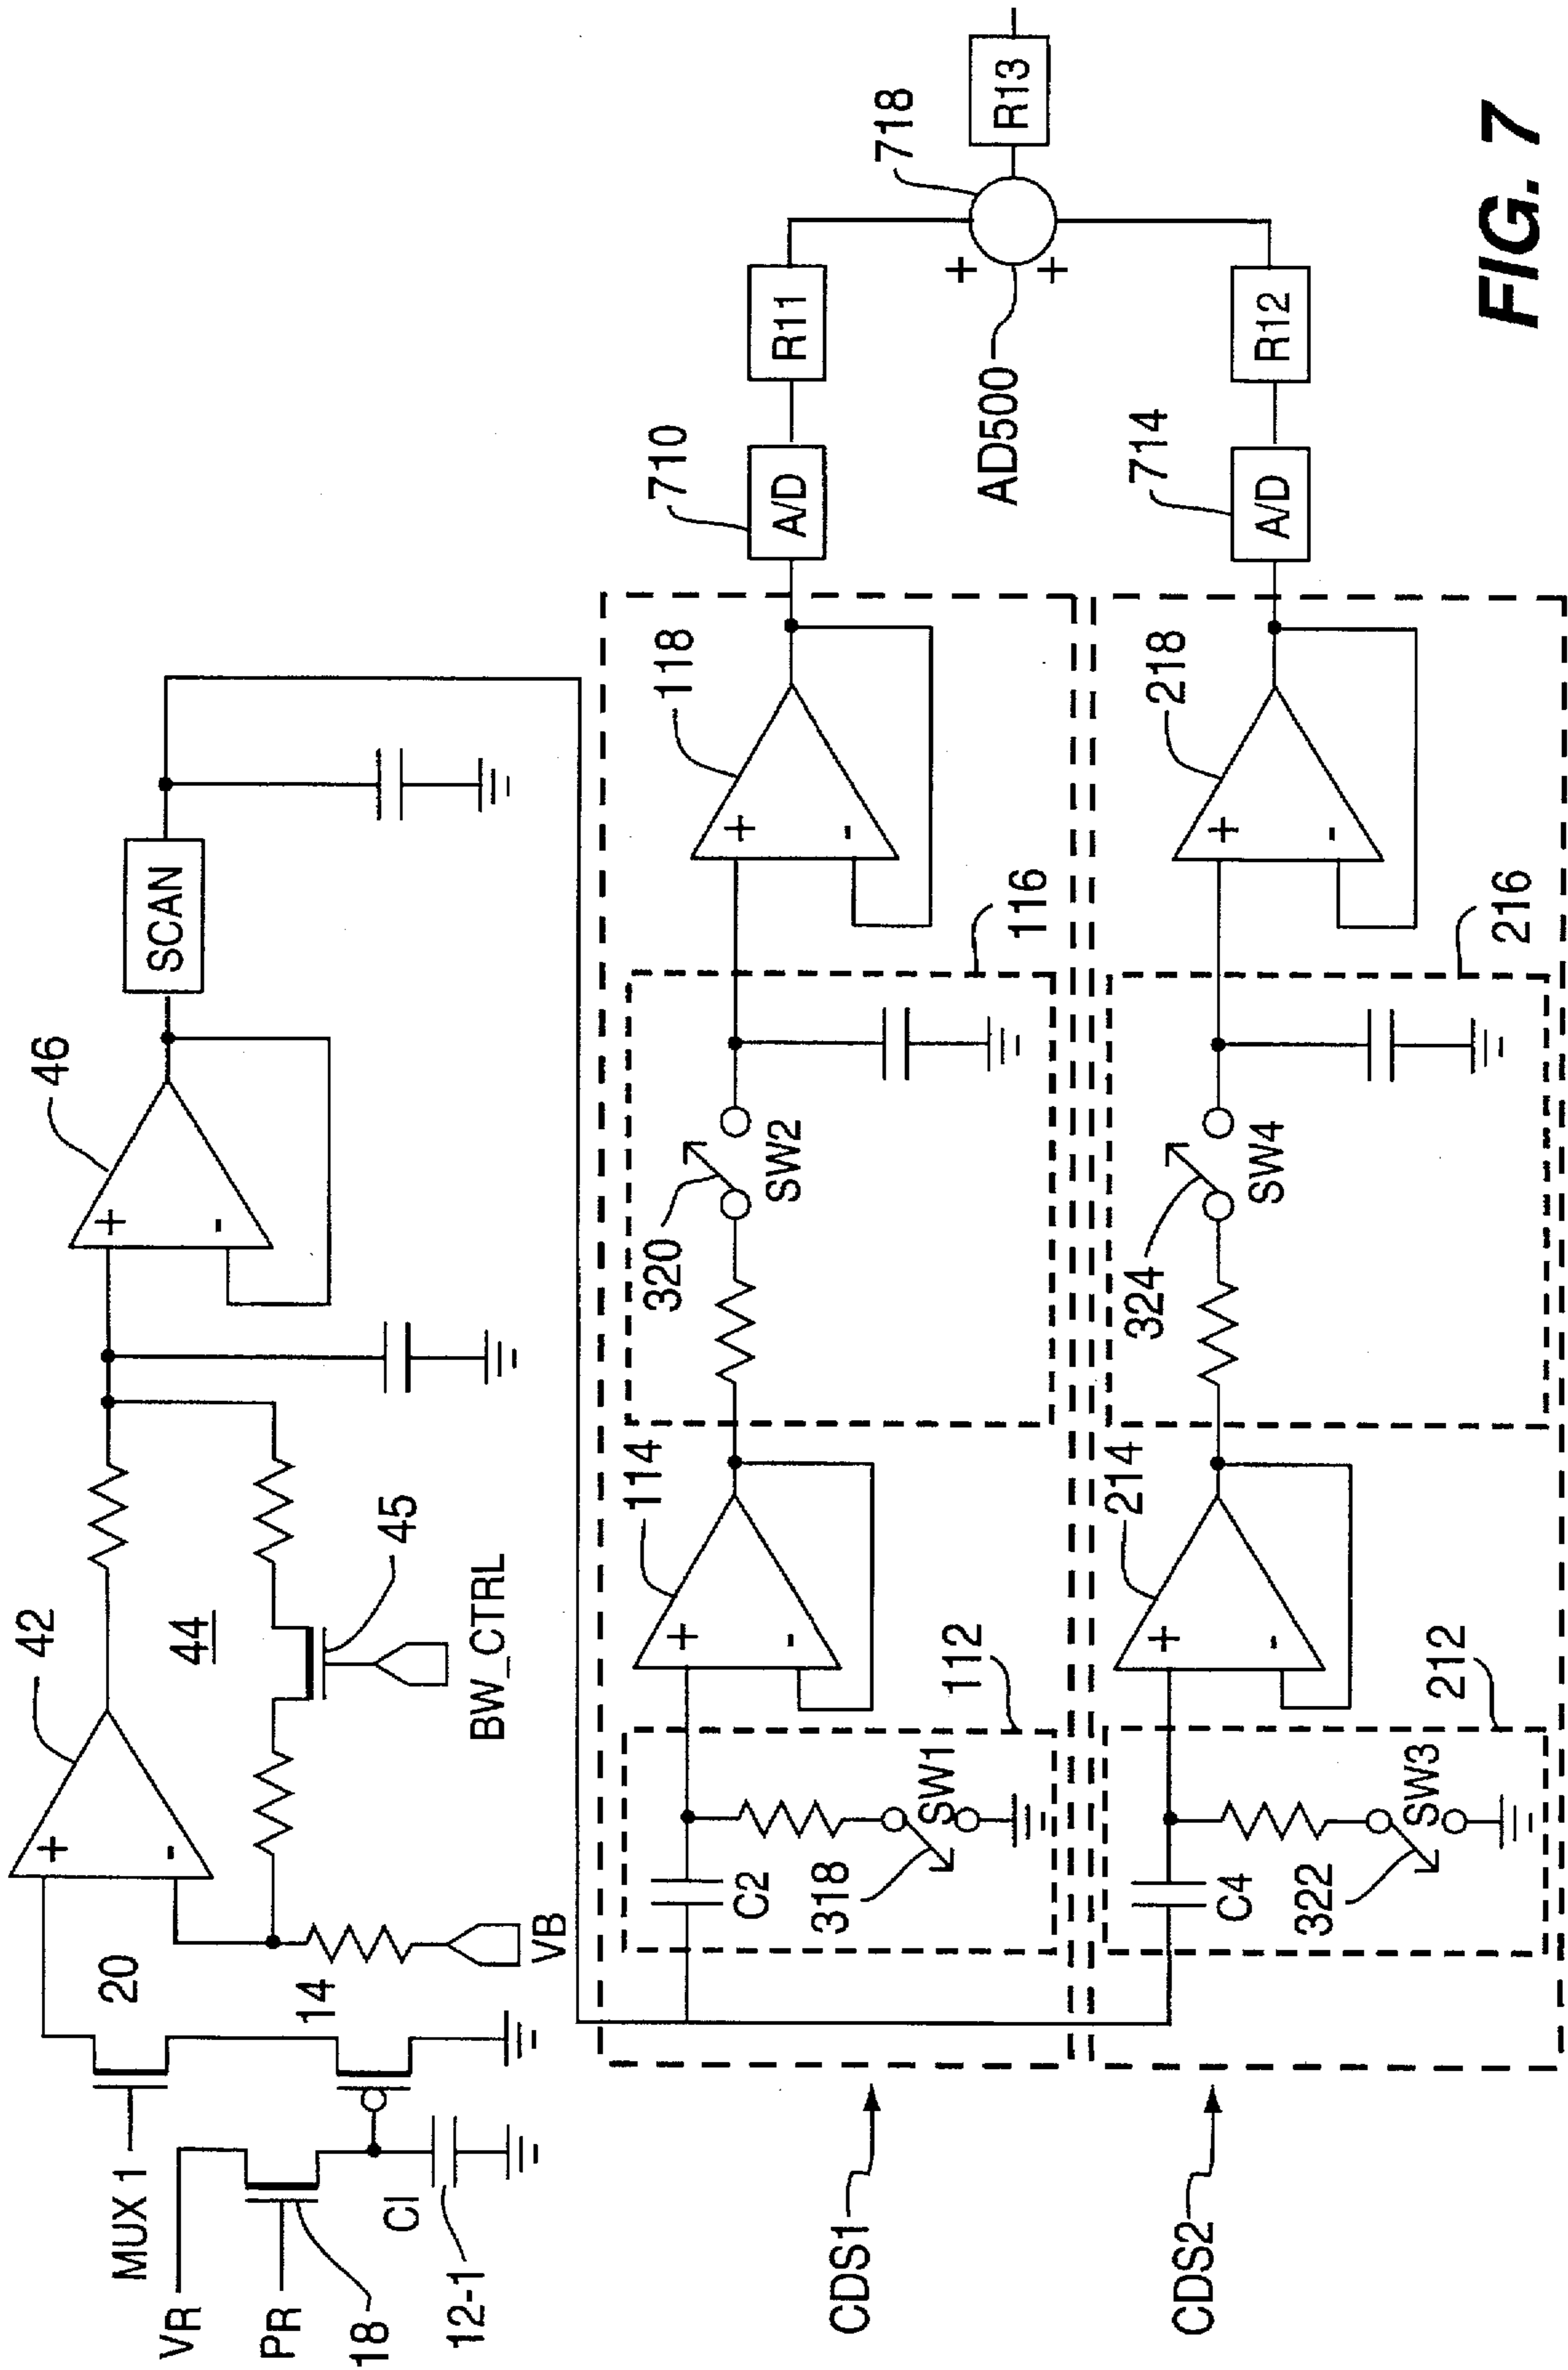 VR
PR
18
MUX 1
CI
12-1
20
14
VB
42
+
-
44
45
BW_CTRL
46
+
-
SCAN
CDS1
C2
318
SW1
112
114
+
-
320
SW2
116
118
+
-
710
A/D
R11
CDS2
C4
322
SW3
212
214
+
-
324
SW4
216
218
+
-
714
A/D
R12
AD500
+
+
718
R13
FIG. 7